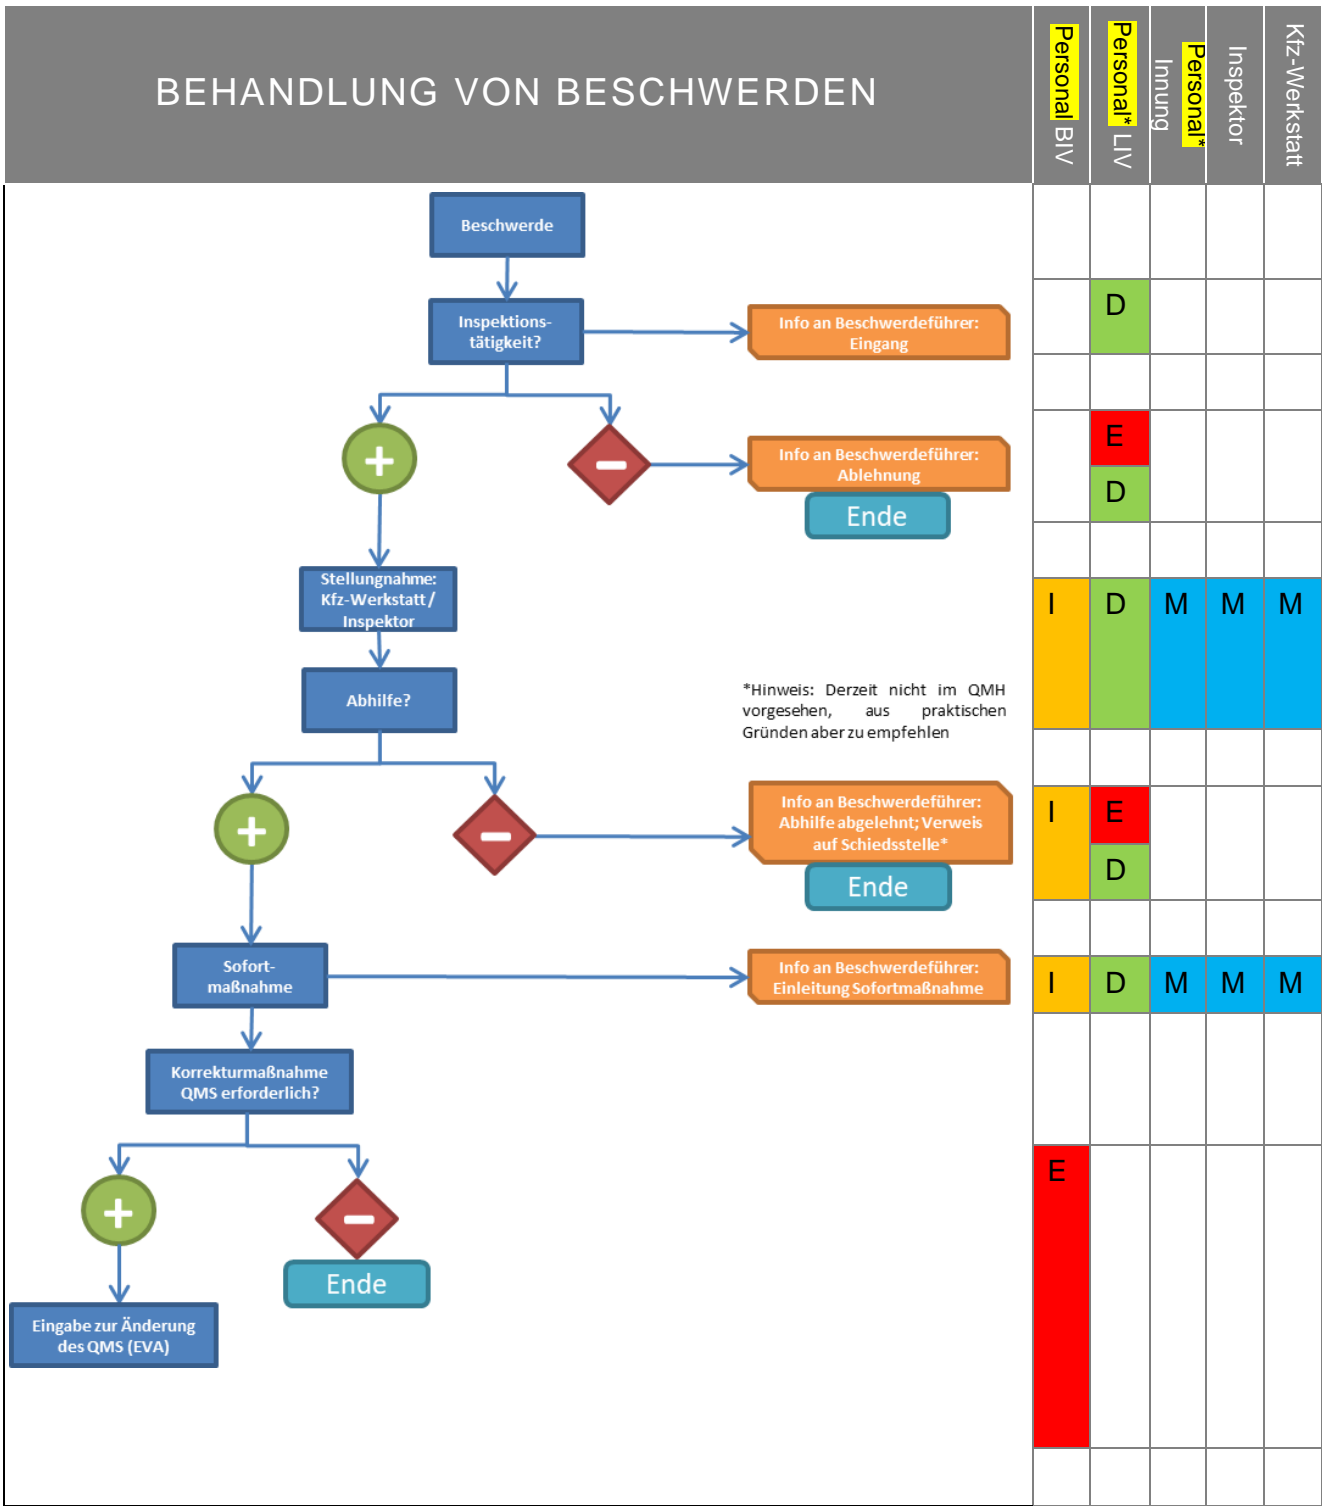 BEHANDLUNG VON BESCHWERDEN
Personal BIV
Personal* LIV
Personal*
Innung
Inspektor
Kfz-Werkstatt
Beschwerde
Inspektions-
tätigkeit?
Info an Beschwerdeführer:
Eingang
D
+
–
Info an Beschwerdeführer:
Ablehnung
Ende
E
D
Stellungnahme:
Kfz-Werkstatt /
Inspektor
I D M M M
Abhilfe?
*Hinweis: Derzeit nicht im QMH
vorgesehen, aus praktischen
Gründen aber zu empfehlen
+
–
Info an Beschwerdeführer:
Abhilfe abgelehnt; Verweis
auf Schiedsstelle*
Ende
I E
D
Sofort-
maßnahme
Info an Beschwerdeführer:
Einleitung Sofortmaßnahme
I D M M M
Korrekturmaßnahme
QMS erforderlich?
E
+
–
Ende
Eingabe zur Änderung
des QMS (EVA)